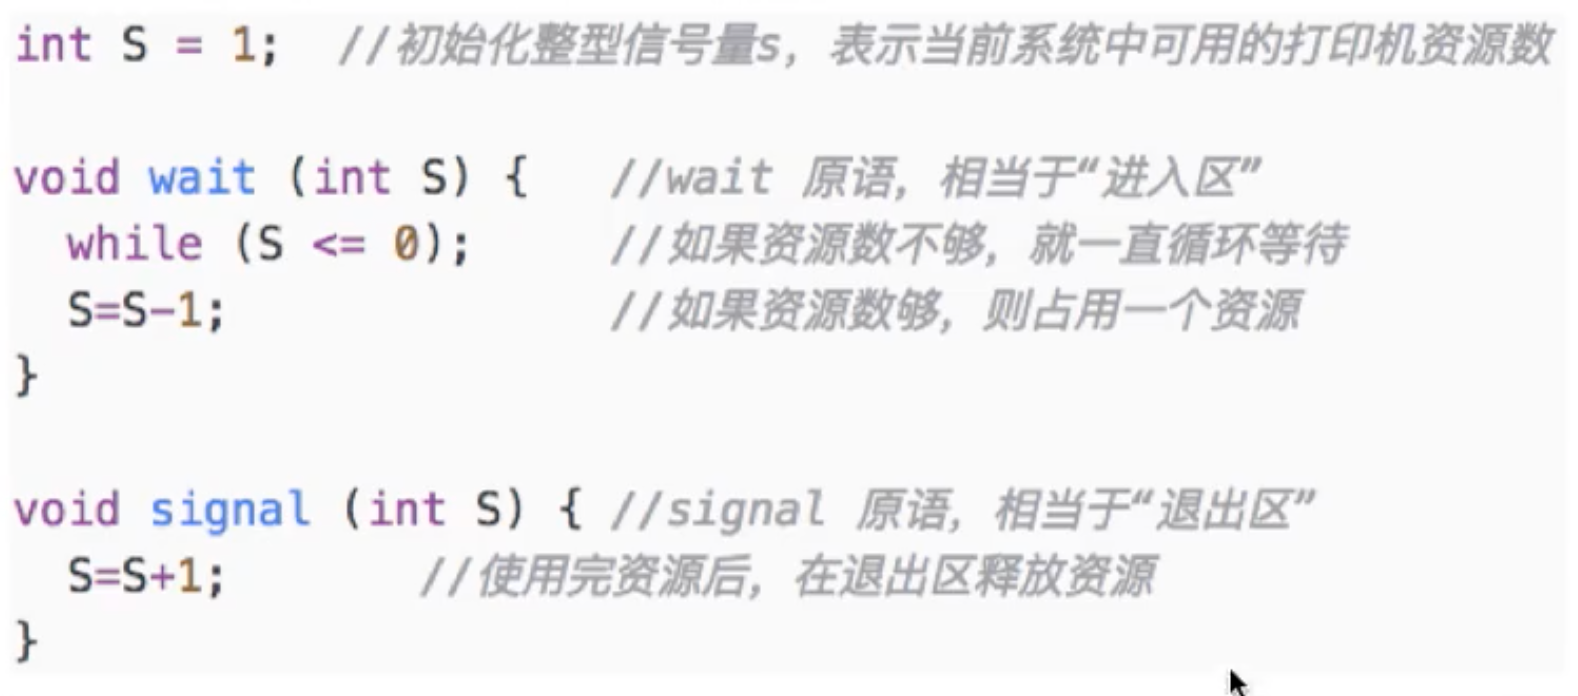 int S = 1;  //初始化整型信号量s，表示当前系统中可用的打印机资源数
void wait (int S) {   //wait 原语，相当于“进入区”
  while (S <= 0);     //如果资源数不够，就一直循环等待
  S=S-1;              //如果资源数够，则占用一个资源
}
void signal (int S) { //signal 原语，相当于“退出区”
  S=S+1;       //使用完资源后，在退出区释放资源
}